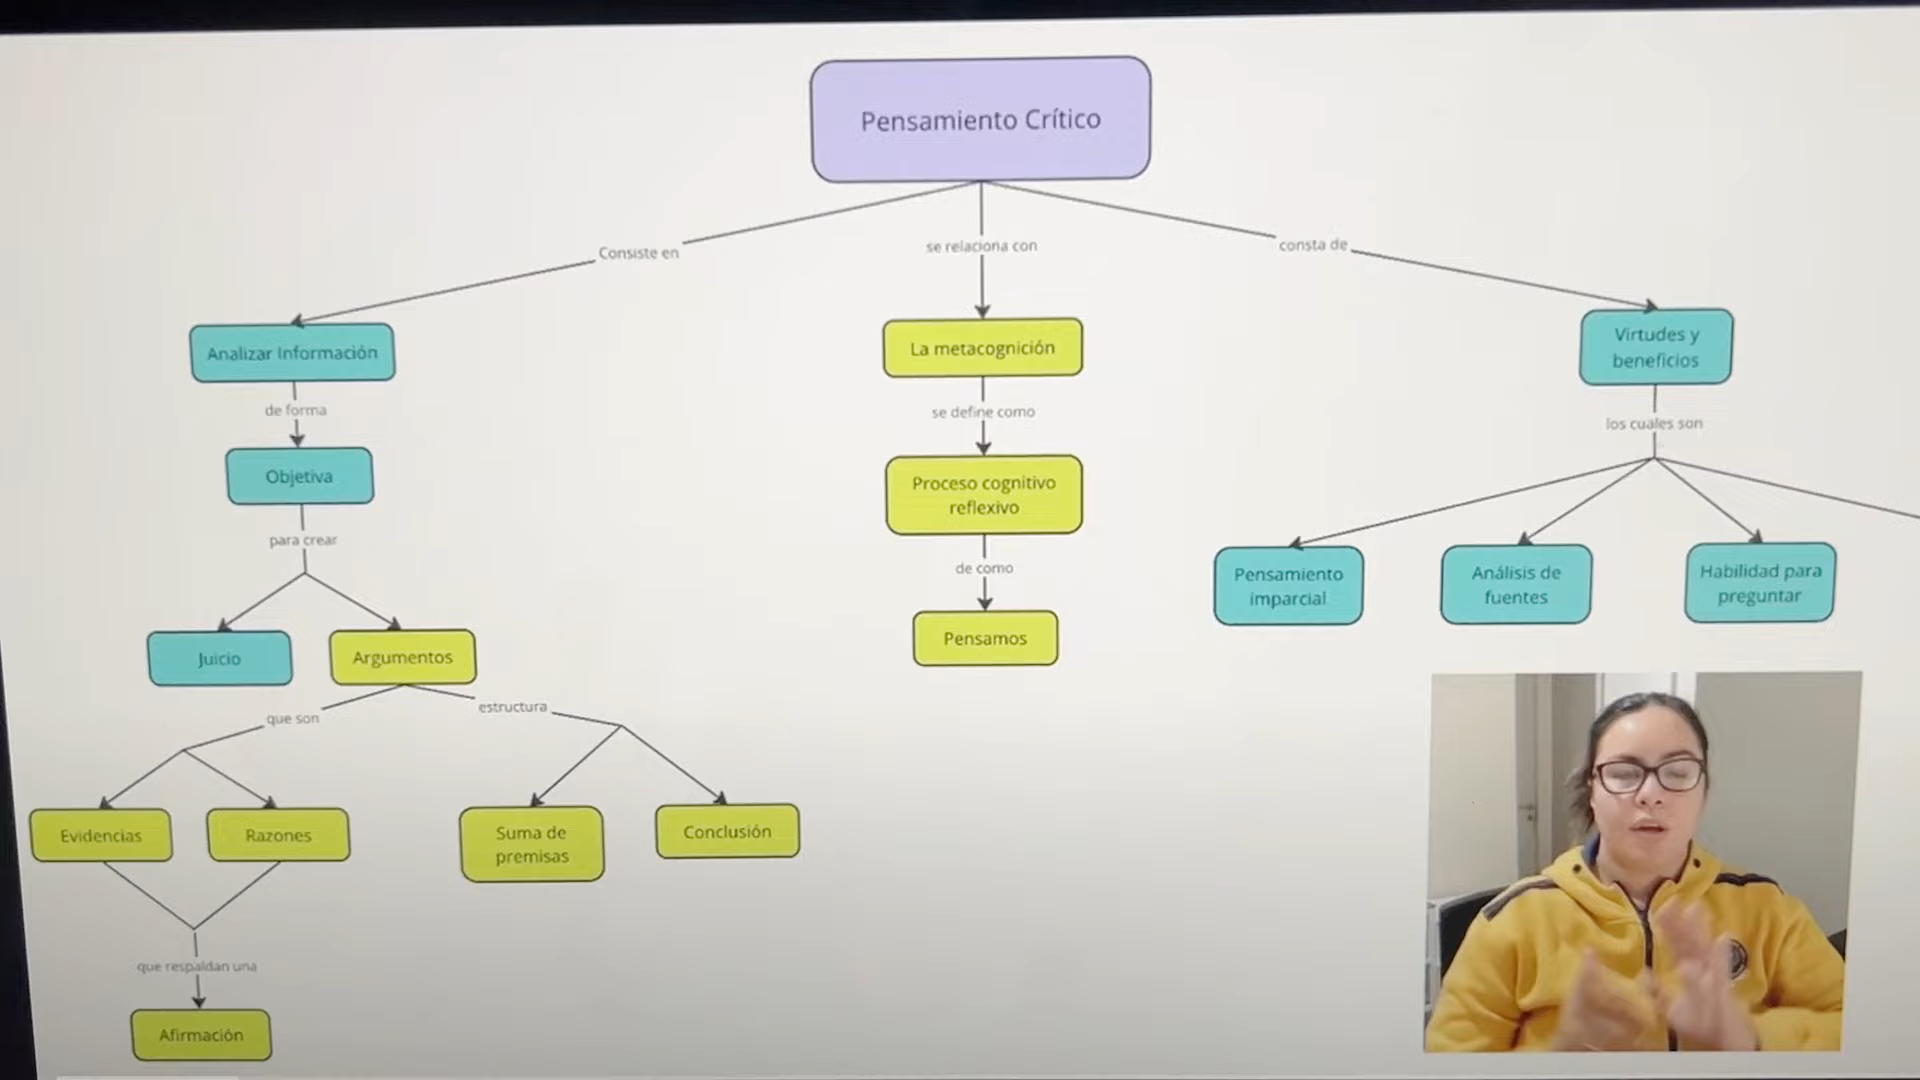 Pensamiento Crítico
Consiste en
se relaciona con
consta de
Analizar Información
La metacognición
Virtudes y
beneficios
de forma
se define como
los cuales son
Objetiva
Proceso cognitivo
reflexivo
para crear
de como
Pensamiento
imparcial
Análisis de
fuentes
Habilidad para
preguntar
Juicio
Argumentos
Pensamos
que son
estructura
Evidencias
Razones
Suma de
premisas
Conclusión
que respaldan una
Afirmación